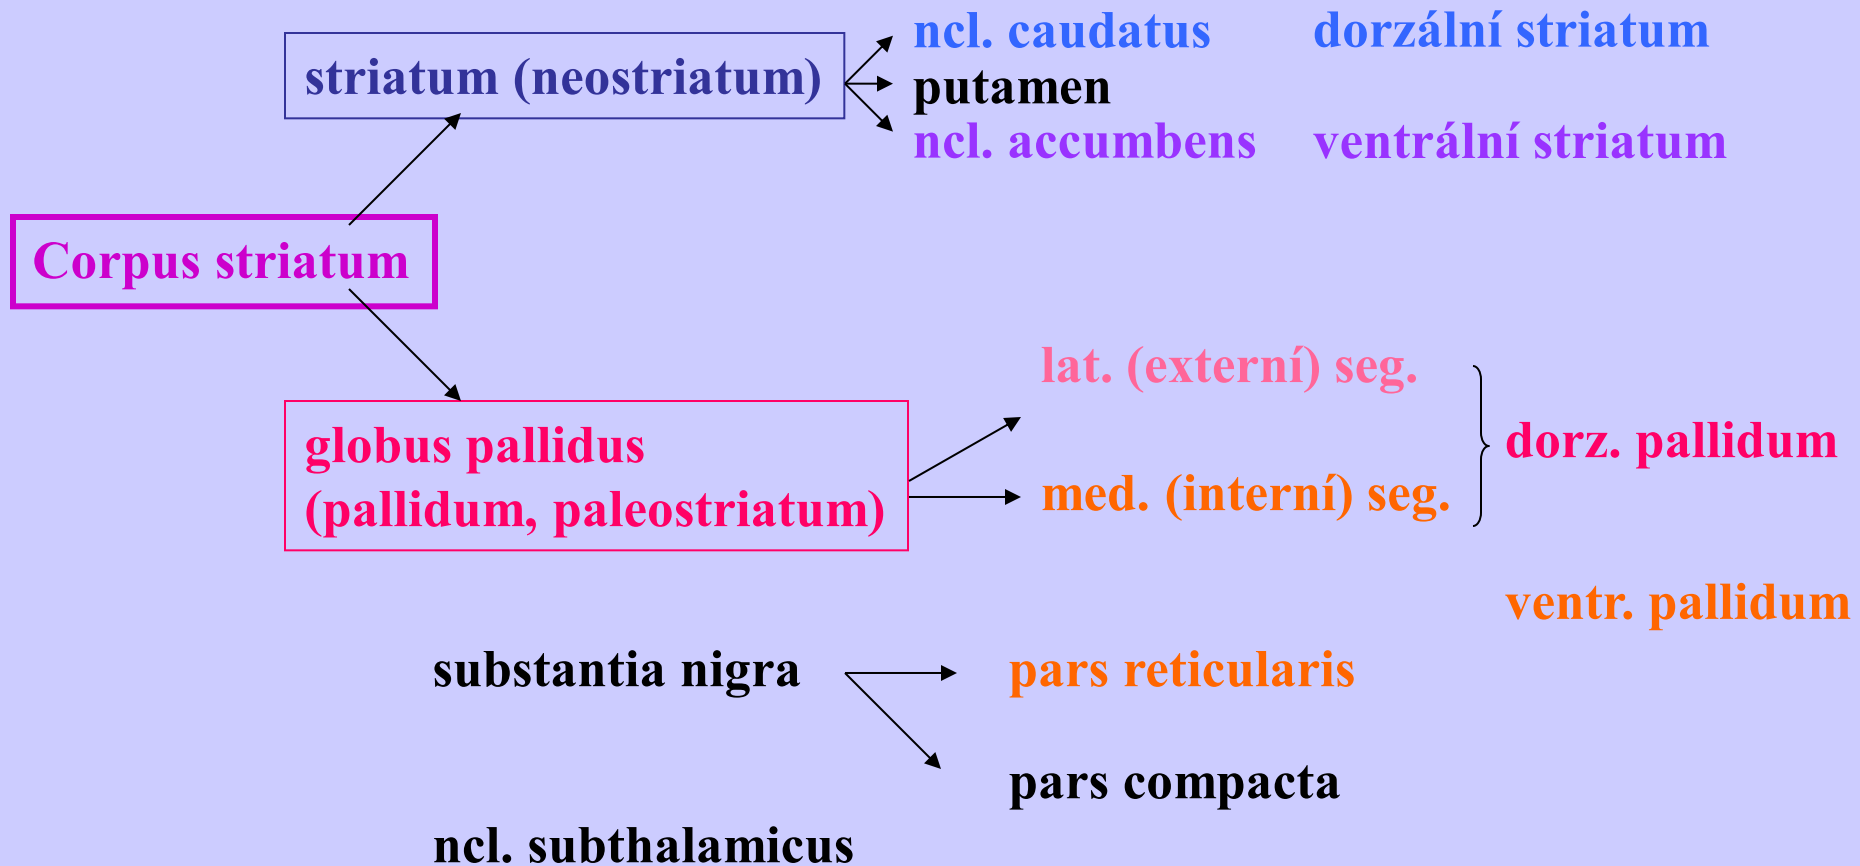 ncl. caudatus dorzální striatum
striatum (neostriatum)
putamen
ncl. accumbens ventrální striatum
Corpus striatum
lat. (externí) seg.
globus pallidus
(pallidum, paleostriatum)
med. (interní) seg.
dorz. pallidum
ventr. pallidum
substantia nigra pars reticularis
pars compacta
ncl. subthalamicus